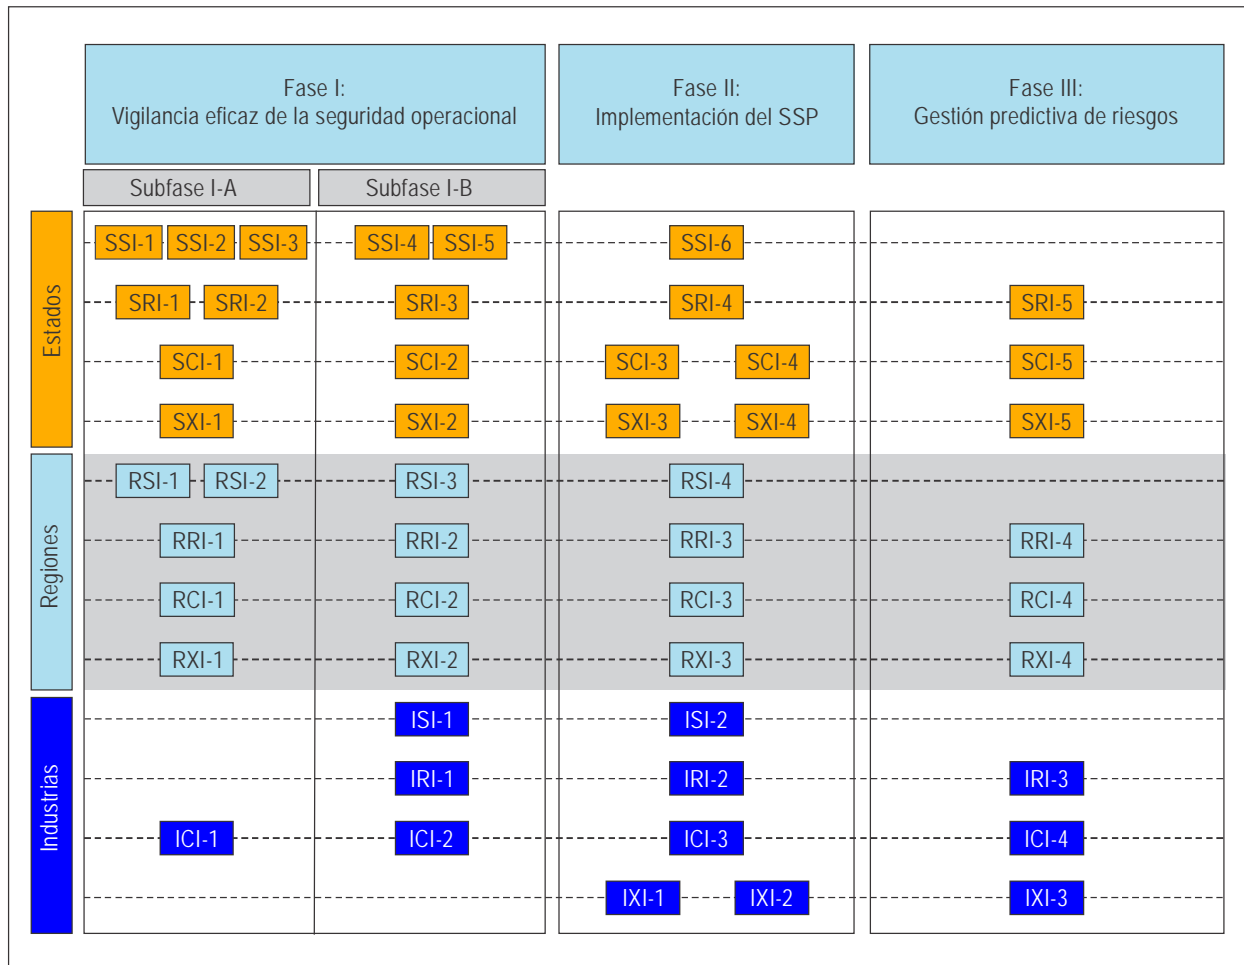 Fase I:
Vigilancia eficaz de la seguridad operacional
Fase II:
Implementación del SSP
Fase III:
Gestión predictiva de riesgos
Subfase I-A
Subfase I-B
Estados
SSI-1 SSI-2 SSI-3 SSI-4 SSI-5 SSI-6
SRI-1 SRI-2 SRI-3 SRI-4 SRI-5
SCI-1 SCI-2 SCI-3 SCI-4 SCI-5
SXI-1 SXI-2 SXI-3 SXI-4 SXI-5
Regiones
RSI-1 RSI-2 RSI-3 RSI-4
RRI-1 RRI-2 RRI-3 RRI-4
RCI-1 RCI-2 RCI-3 RCI-4
RXI-1 RXI-2 RXI-3 RXI-4
Industrias
ISI-1 ISI-2
IRI-1 IRI-2 IRI-3
ICI-1 ICI-2 ICI-3 ICI-4
IXI-1 IXI-2 IXI-3